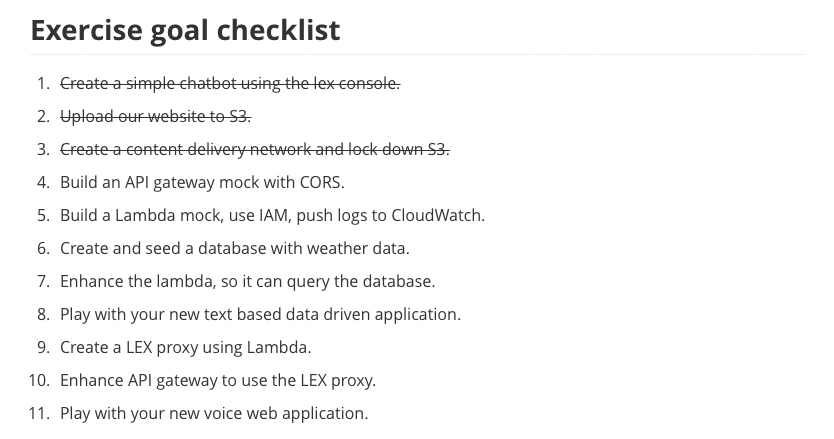 Exercise goal checklist
1. Create a simple chatbot using the lex console.
2. Upload our website to S3.
3. Create a content delivery network and lock down S3.
4. Build an API gateway mock with CORS.
5. Build a Lambda mock, use IAM, push logs to CloudWatch.
6. Create and seed a database with weather data.
7. Enhance the lambda, so it can query the database.
8. Play with your new text based data driven application.
9. Create a LEX proxy using Lambda.
10. Enhance API gateway to use the LEX proxy.
11. Play with your new voice web application.